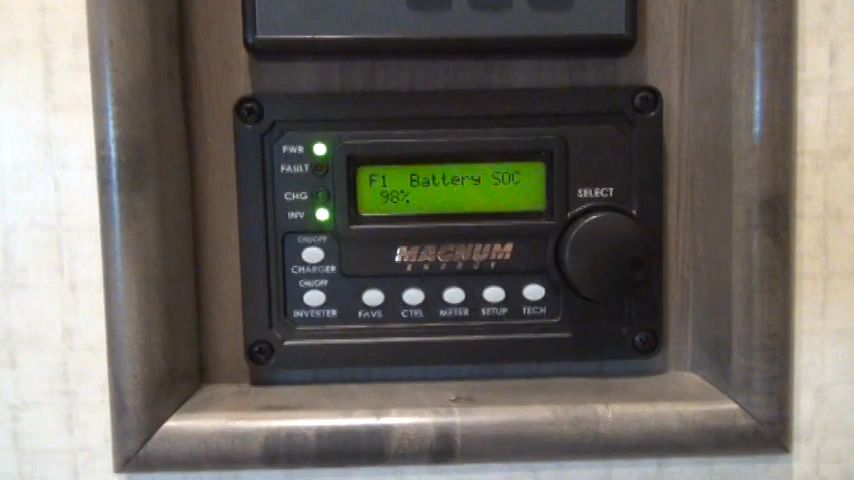 PWR
FAULT
CHG
INV
F1 Battery SOC
98%
SELECT
ON/OFF
CHARGER
ON/OFF
INVERTER
MAGNUM
ENERGY
FAVS CTRL METER SETUP TECH